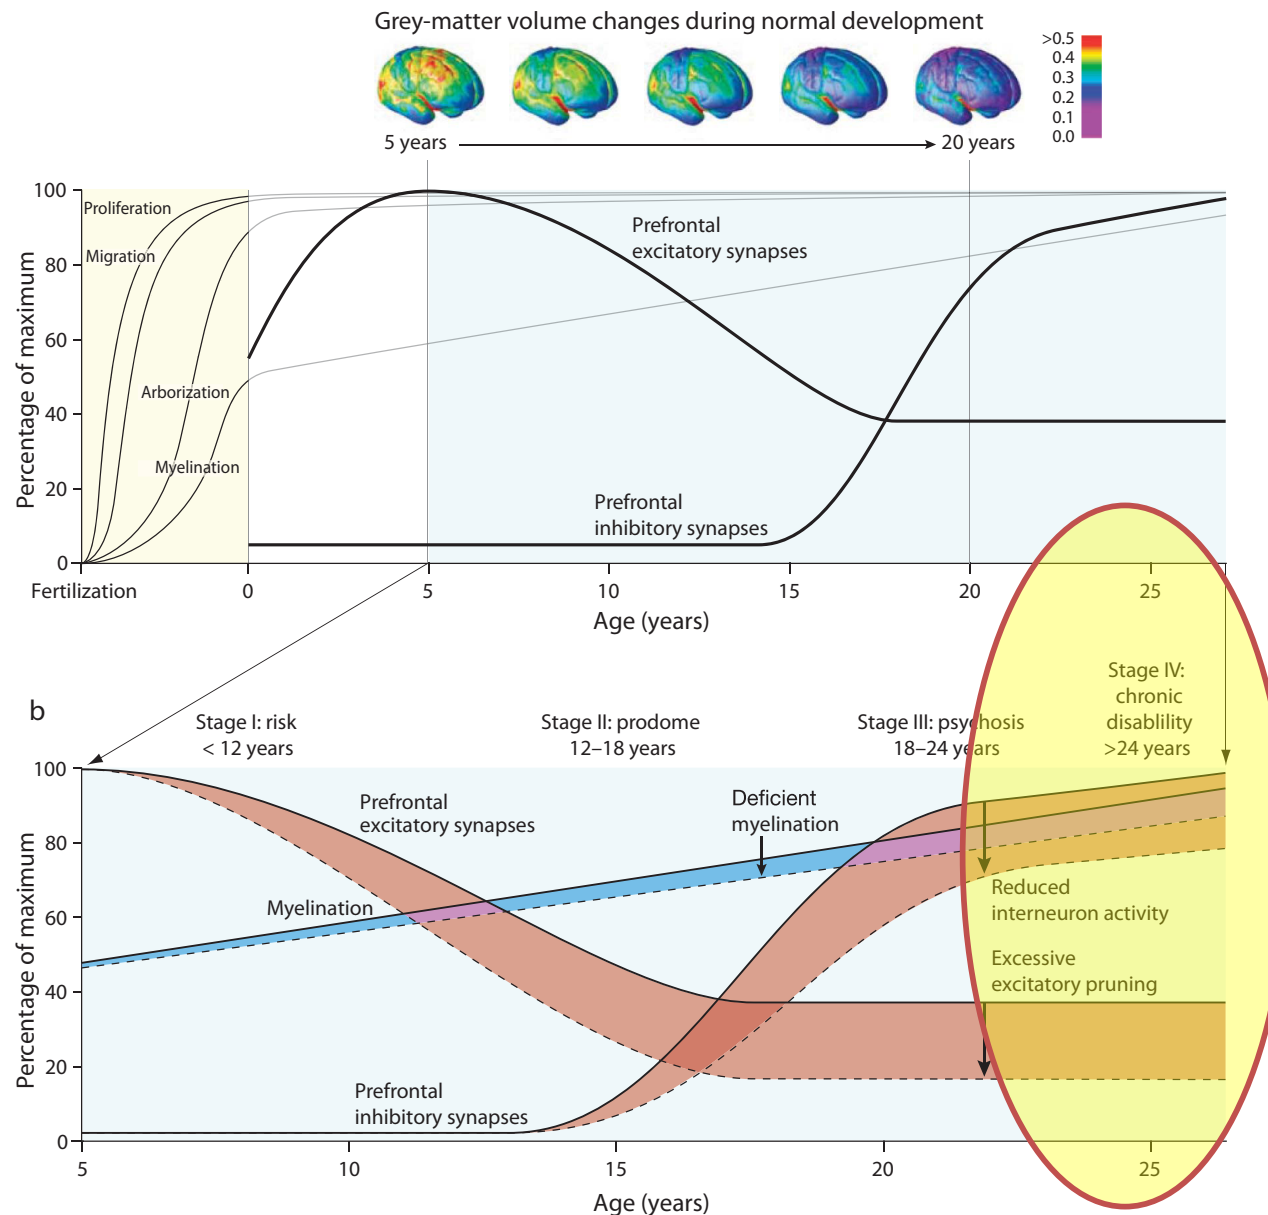 Grey-matter volume changes during normal development
>0.5
0.4
0.3
0.2
0.1
0.0
5 years
20 years
100
80
60
40
20
0
Percentage of maximum
Proliferation
Migration
Arborization
Myelination
Prefrontal
excitatory synapses
Prefrontal
inhibitory synapses
Fertilization
0
5
10
15
20
25
Age (years)
b
Stage I: risk
< 12 years
Stage II: prodome
12–18 years
Stage III: psychosis
18–24 years
Stage IV:
chronic
disablility
>24 years
100
80
60
40
20
0
Percentage of maximum
Prefrontal
excitatory synapses
Deficient
myelination
Myelination
Reduced
interneuron activity
Excessive
excitatory pruning
Prefrontal
inhibitory synapses
5
10
15
20
25
Age (years)